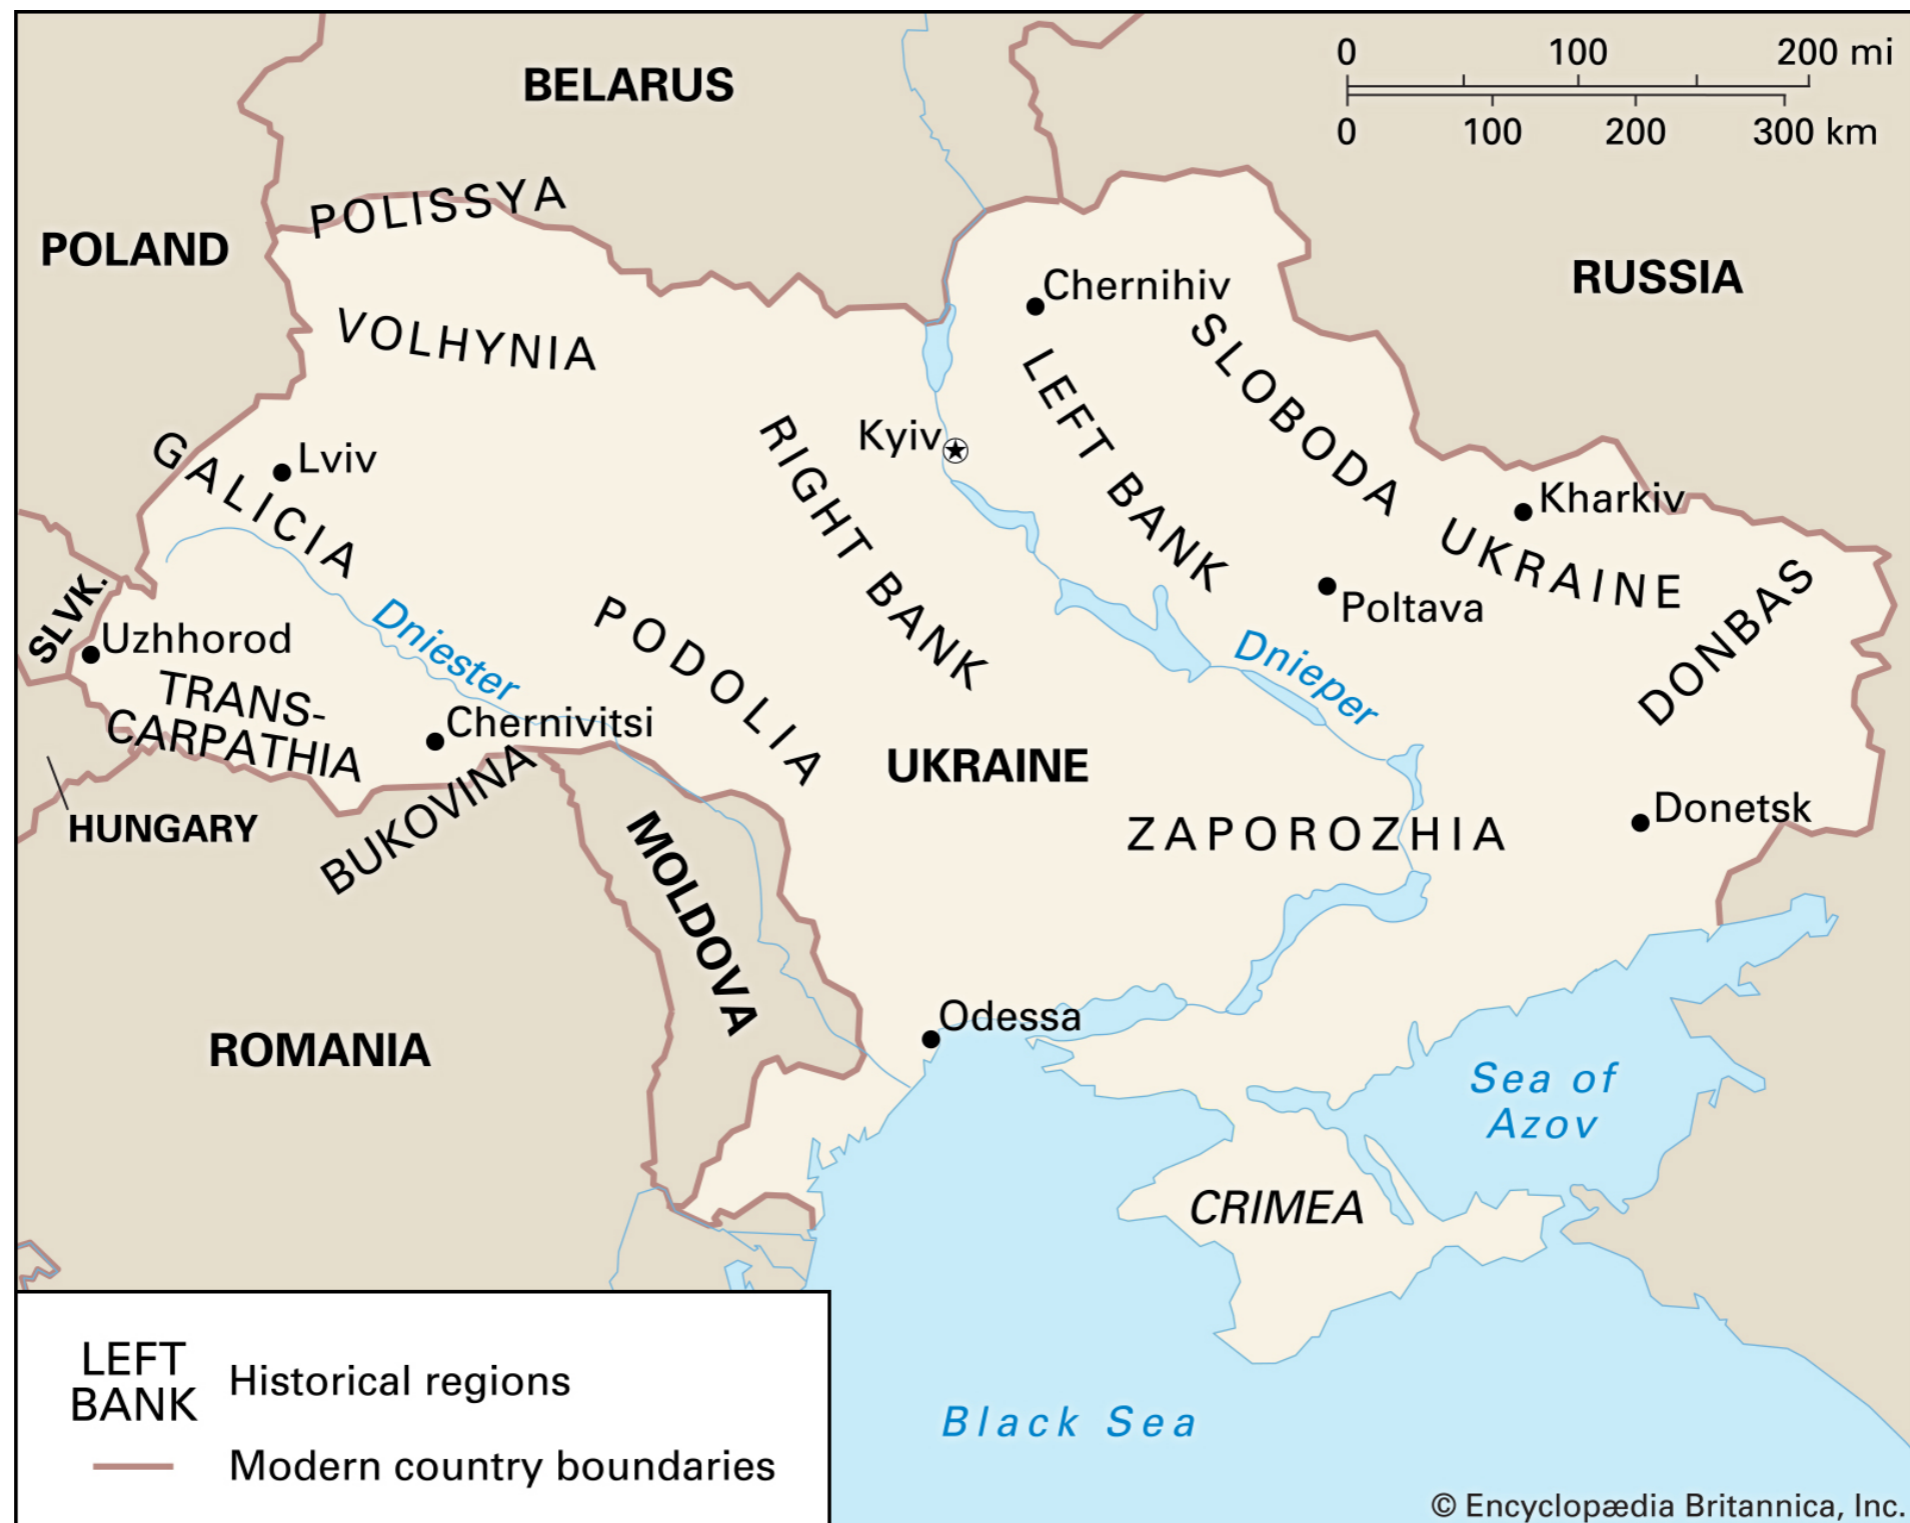 0 100 200 mi
0 100 200 300 km
BELARUS
POLISSYA
POLAND
RUSSIA
Chernihiv
VOLHYNIA
SLOBODA UKRAINE
LEFT BANK
RIGHT BANK
Kyiv
GALICIA
Lviv
Kharkiv
DONBAS
SLVK.
Uzhhorod
Dniester
PODOLIA
Poltava
Dnieper
TRANS-
CARPATHIA
Chernivitsi
UKRAINE
HUNGARY
BUKOVINA
MOLDOVA
ZAPOROZHIA
Donetsk
ROMANIA
Odessa
Sea of
Azov
CRIMEA
Black Sea
LEFT
BANK
Historical regions
Modern country boundaries
© Encyclopædia Britannica, Inc.